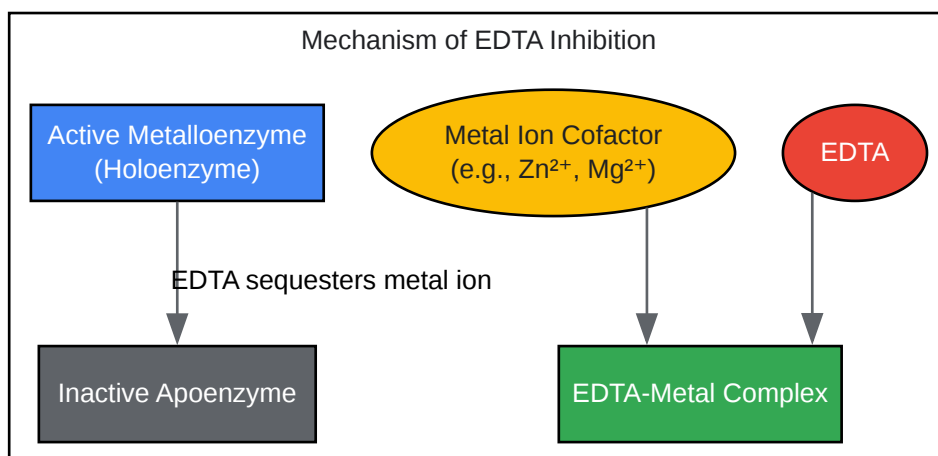 Mechanism of EDTA Inhibition
Active Metalloenzyme
(Holoenzyme)
Metal Ion Cofactor
(e.g., Zn²⁺, Mg²⁺)
EDTA
EDTA sequesters metal ion
Inactive Apoenzyme
EDTA-Metal Complex